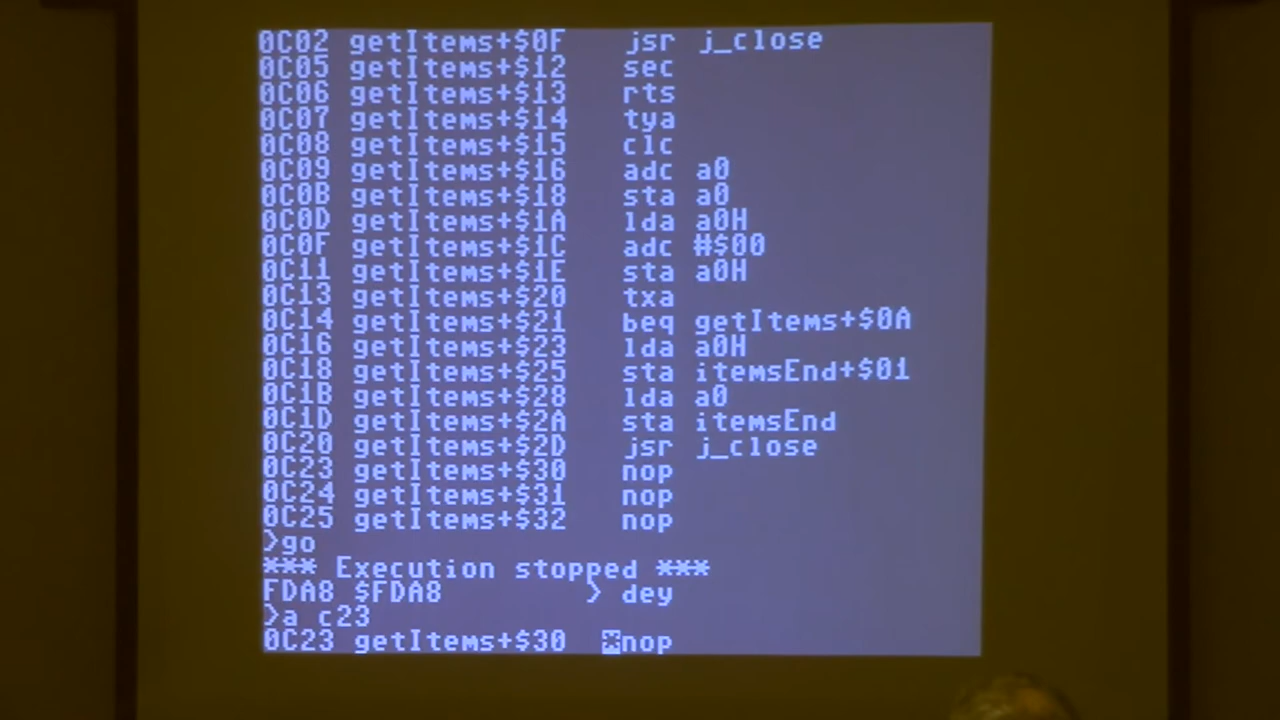 0C02 getItems+$0F jsr j_close
0C05 getItems+$12 sec
0C06 getItems+$13 rts
0C07 getItems+$14 tya
0C08 getItems+$15 clc
0C09 getItems+$16 adc a0
0C0B getItems+$18 sta a0
0C0D getItems+$1A lda a0H
0C0F getItems+$1C adc #$00
0C11 getItems+$1E sta a0H
0C13 getItems+$20 txa
0C14 getItems+$21 beq getItems+$0A
0C16 getItems+$23 lda a0H
0C18 getItems+$25 sta itemsEnd+$01
0C1B getItems+$28 lda a0
0C1D getItems+$2A sta itemsEnd
0C20 getItems+$2D jsr j_close
0C23 getItems+$30 nop
0C24 getItems+$31 nop
0C25 getItems+$32 nop
>go
*** Execution stopped ***
FDA8 $FDA8 > dey
>a c23
0C23 getItems+$30 *nop